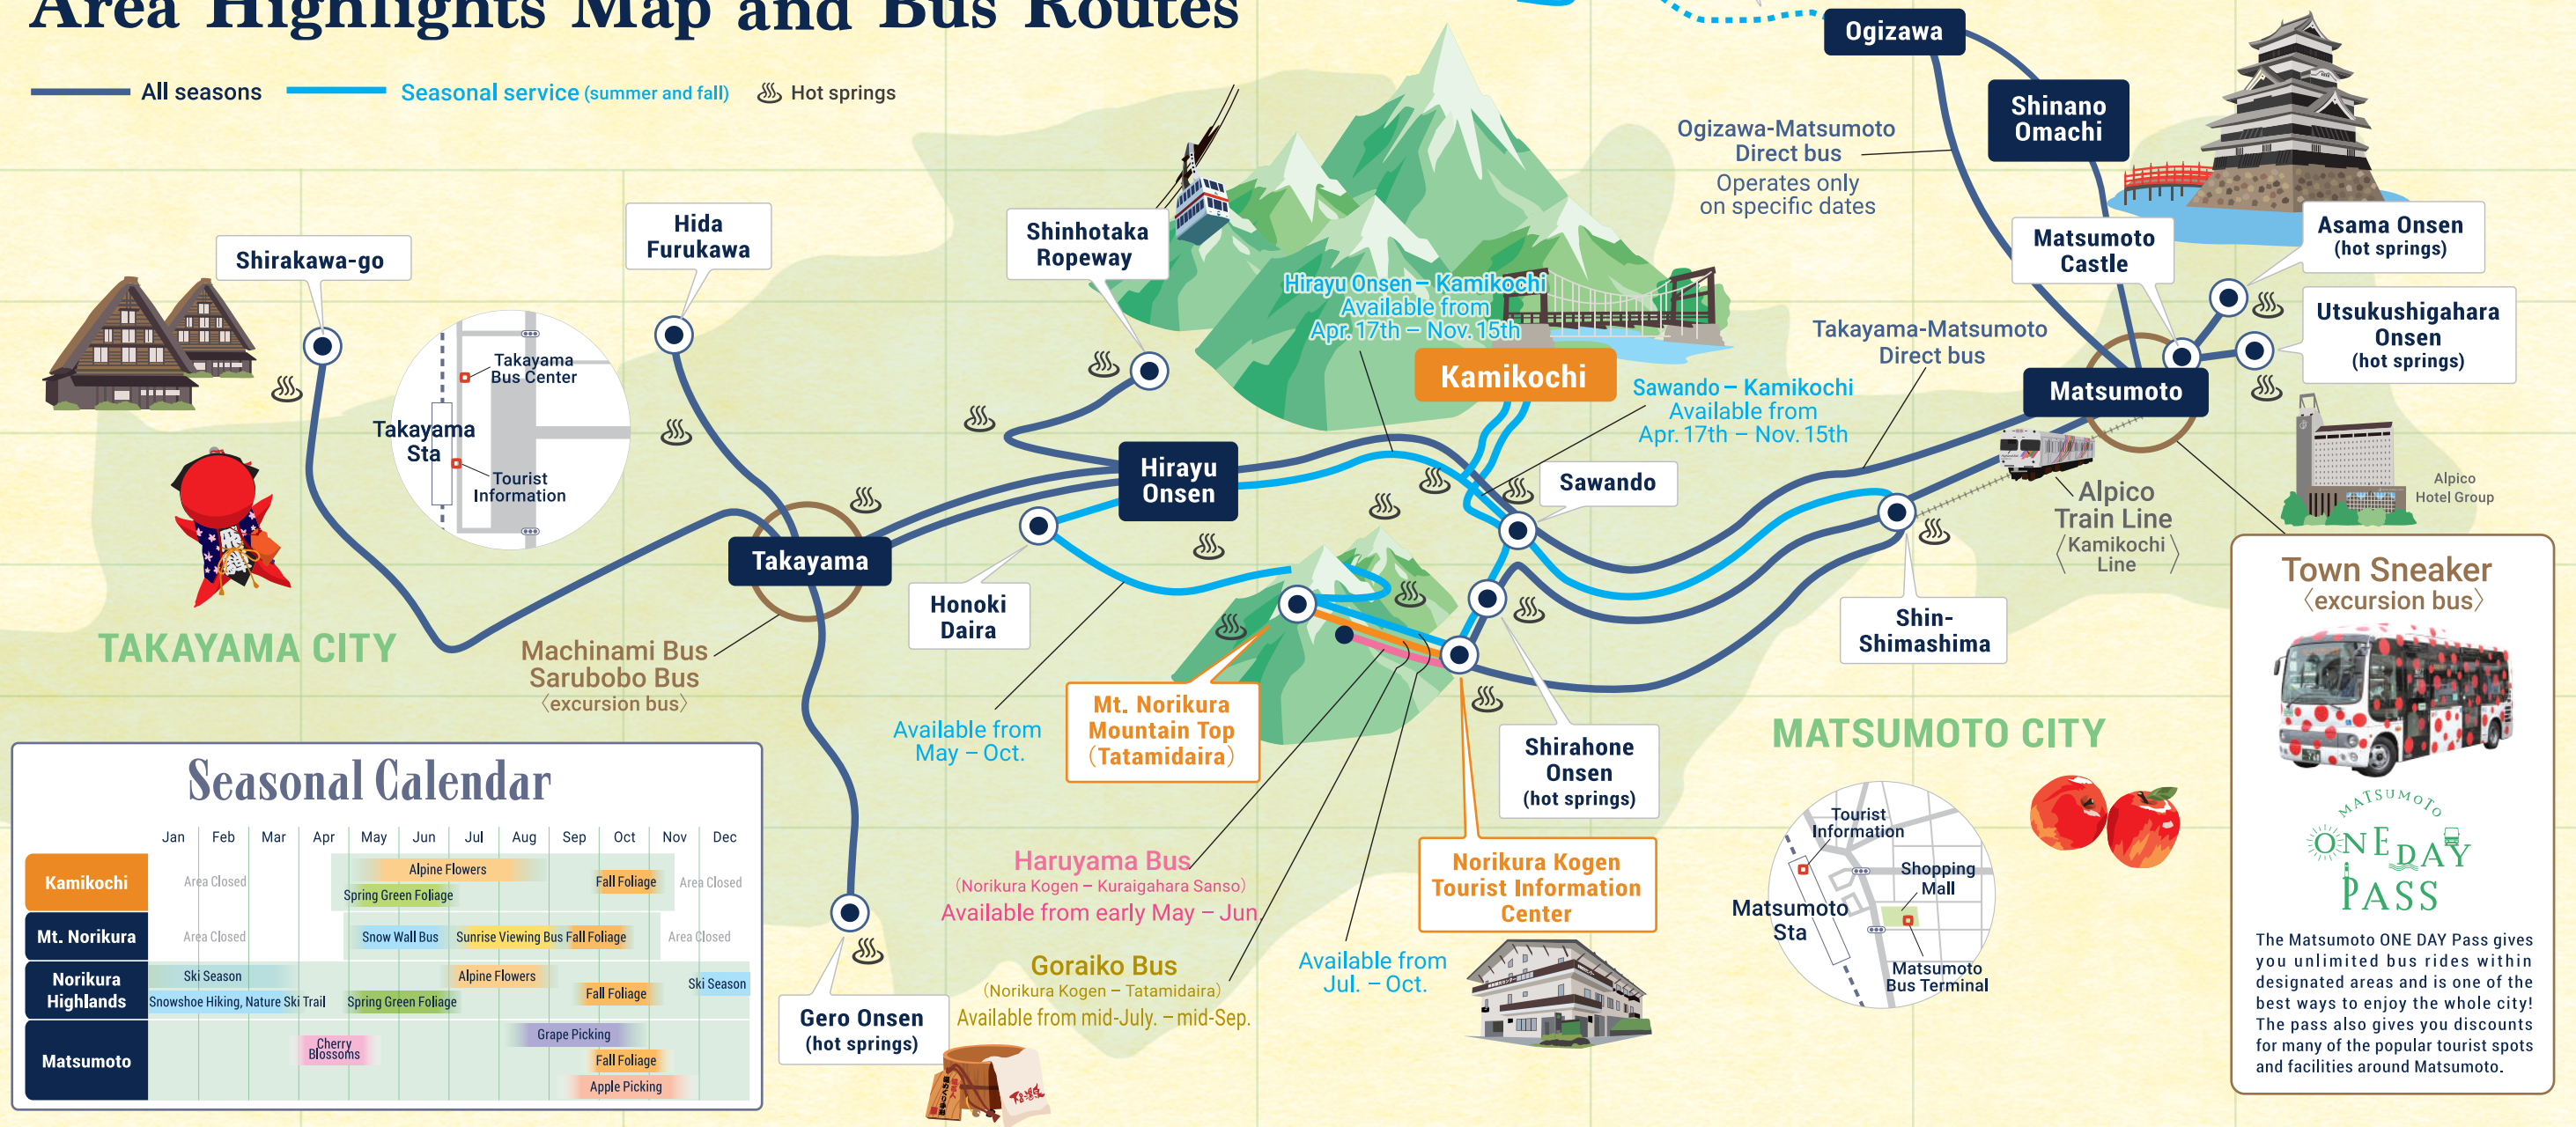 Area Highlights Map and Bus Routes
All seasons
Seasonal service (summer and fall)
Hot springs
Ogizawa
Shinano
Omachi
Ogizawa-Matsumoto
Direct bus
Operates only
on specific dates
Matsumoto
Castle
Asama Onsen
(hot springs)
Utsukushigahara
Onsen
(hot springs)
Shirakawa-go
Hida
Furukawa
Shinhotaka
Ropeway
Hirayu Onsen – Kamikochi
Available from
Apr. 17th – Nov. 15th
Kamikochi
Sawando – Kamikochi
Available from
Apr. 17th – Nov. 15th
Takayama-Matsumoto
Direct bus
Matsumoto
Takayama
Bus Center
Takayama
Sta
Tourist
Information
Hirayu
Onsen
Sawando
Alpico
Train Line
〈Kamikochi
Line〉
Alpico
Hotel Group
Takayama
Honoki
Daira
Shin-
Shimashima
TAKAYAMA CITY
Machinami Bus
Sarubobo Bus
〈excursion bus〉
Available from
May – Oct.
Mt. Norikura
Mountain Top
(Tatamidaira)
Shirahone
Onsen
(hot springs)
MATSUMOTO CITY
Haruyama Bus
(Norikura Kogen – Kuraigahara Sanso)
Available from early May – Jun.
Goraiko Bus
(Norikura Kogen – Tatamidaira)
Available from mid-July. – mid-Sep.
Available from
Jul. – Oct.
Norikura Kogen
Tourist Information
Center
Gero Onsen
(hot springs)
Tourist
Information
Shopping
Mall
Matsumoto
Sta
Matsumoto
Bus Terminal
Town Sneaker
〈excursion bus〉
MATSUMOTO
ONE DAY
PASS
The Matsumoto ONE DAY Pass gives
you unlimited bus rides within
designated areas and is one of the
best ways to enjoy the whole city!
The pass also gives you discounts
for many of the popular tourist spots
and facilities around Matsumoto.
Seasonal Calendar
Jan Feb Mar Apr May Jun Jul Aug Sep Oct Nov Dec
Kamikochi
Area Closed
Alpine Flowers
Spring Green Foliage
Fall Foliage
Area Closed
Mt. Norikura
Area Closed
Snow Wall Bus
Sunrise Viewing Bus
Fall Foliage
Area Closed
Norikura
Highlands
Ski Season
Snowshoe Hiking, Nature Ski Trail
Spring Green Foliage
Alpine Flowers
Fall Foliage
Ski Season
Matsumoto
Cherry
Blossoms
Grape Picking
Fall Foliage
Apple Picking